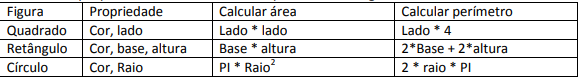 Figura Propriedade Calcular área Calcular perímetro
Quadrado Cor, lado Lado * lado Lado * 4
Retângulo Cor, base, altura Base * altura 2*Base + 2*altura
Círculo Cor, Raio PI * Raio² 2 * raio * PI